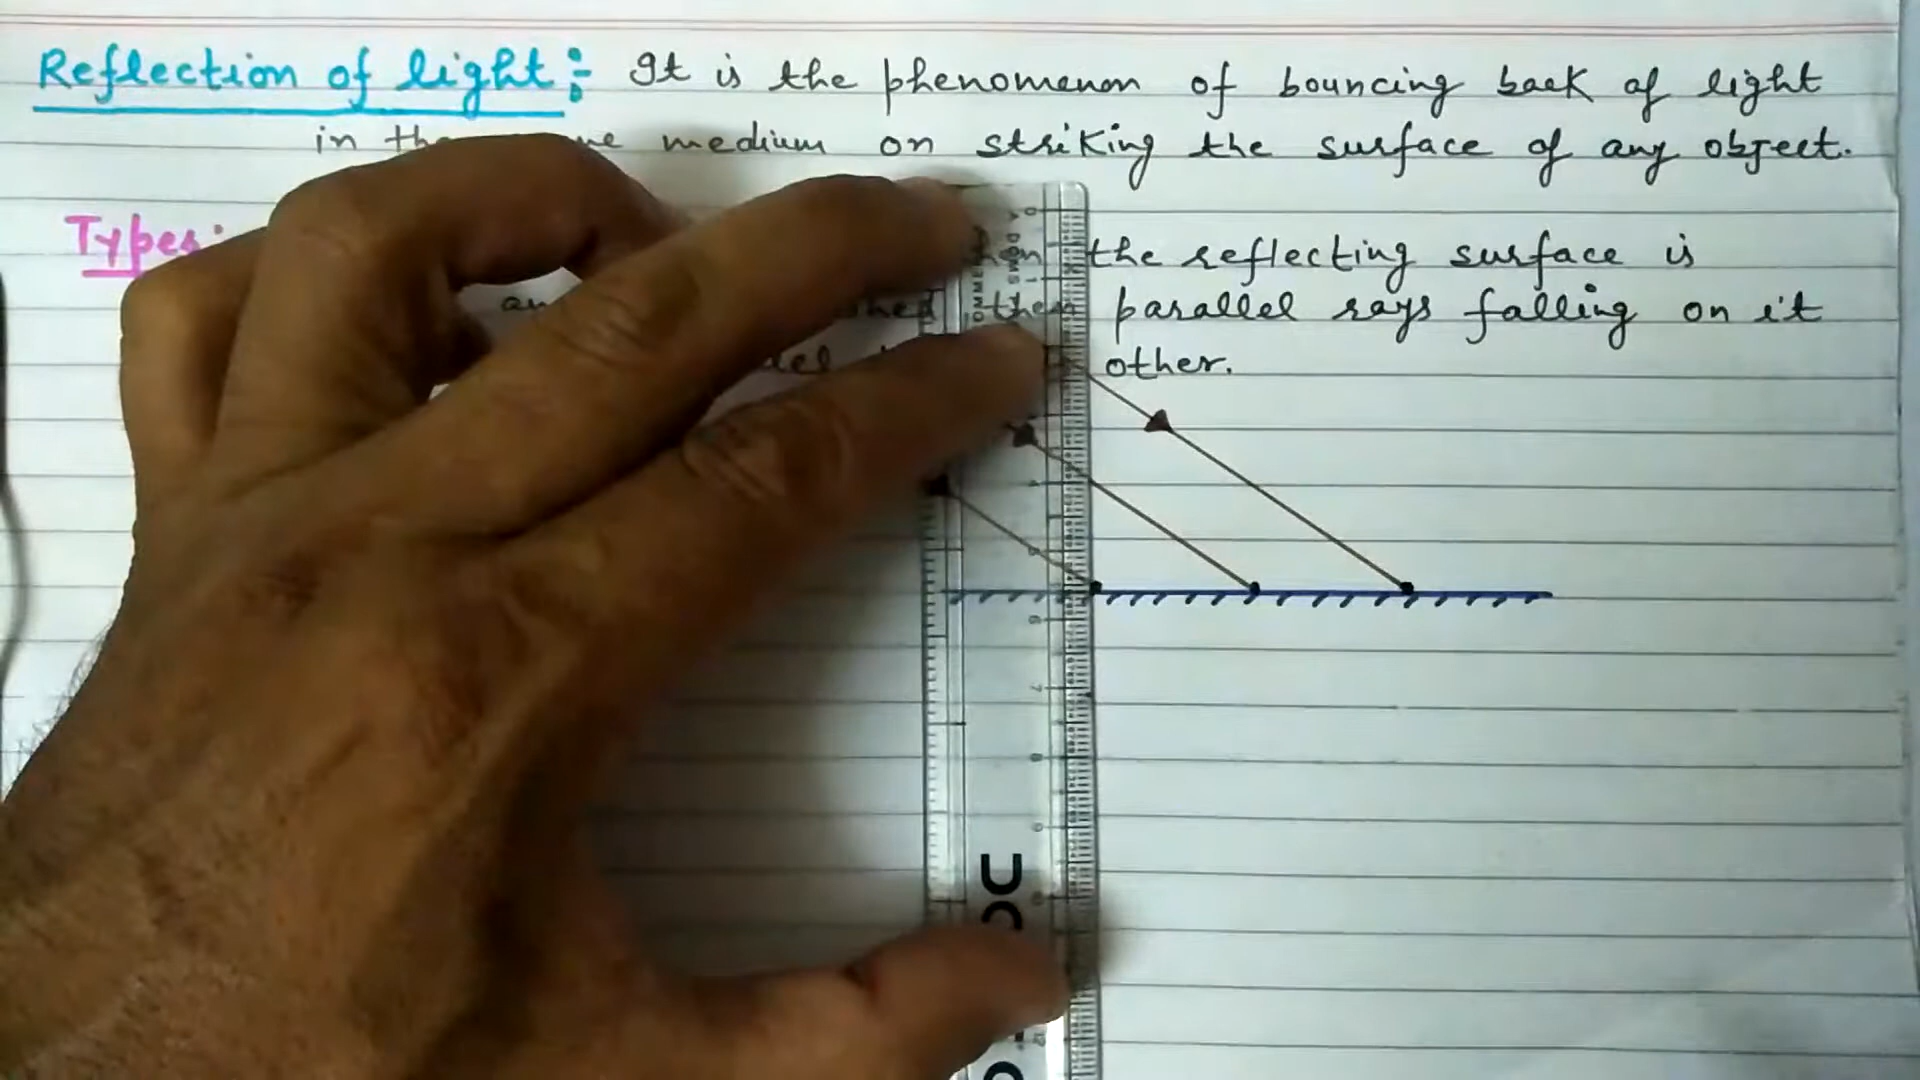 Reflection of light :- It is the phenomenon of bouncing back of light
in medium on striking the surface of any object.
Types: the reflecting surface is
then parallel rays falling on it
other.